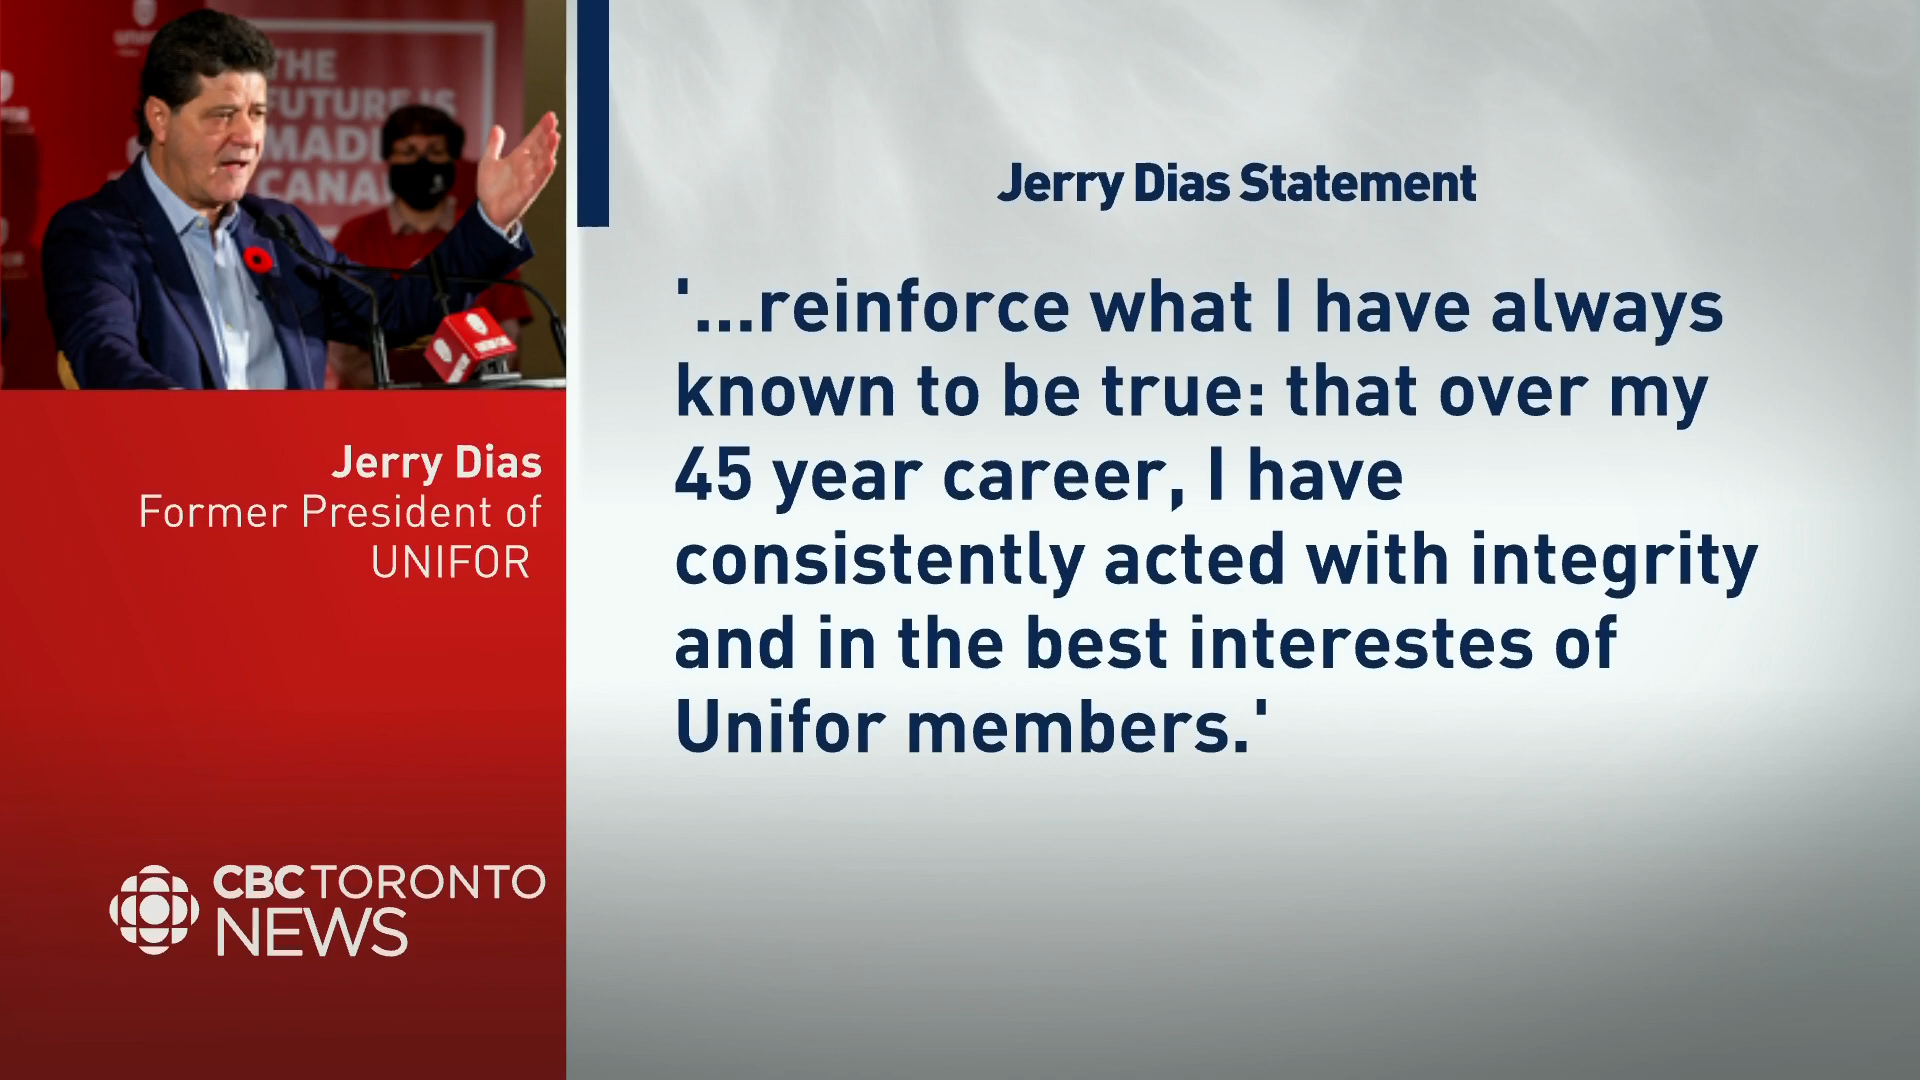 THE
FUTURE IS
MADE
CANA
Jerry Dias
Former President of
UNIFOR
CBC TORONTO
NEWS
Jerry Dias Statement
'...reinforce what I have always
known to be true: that over my
45 year career, I have
consistently acted with integrity
and in the best interestes of
Unifor members.'